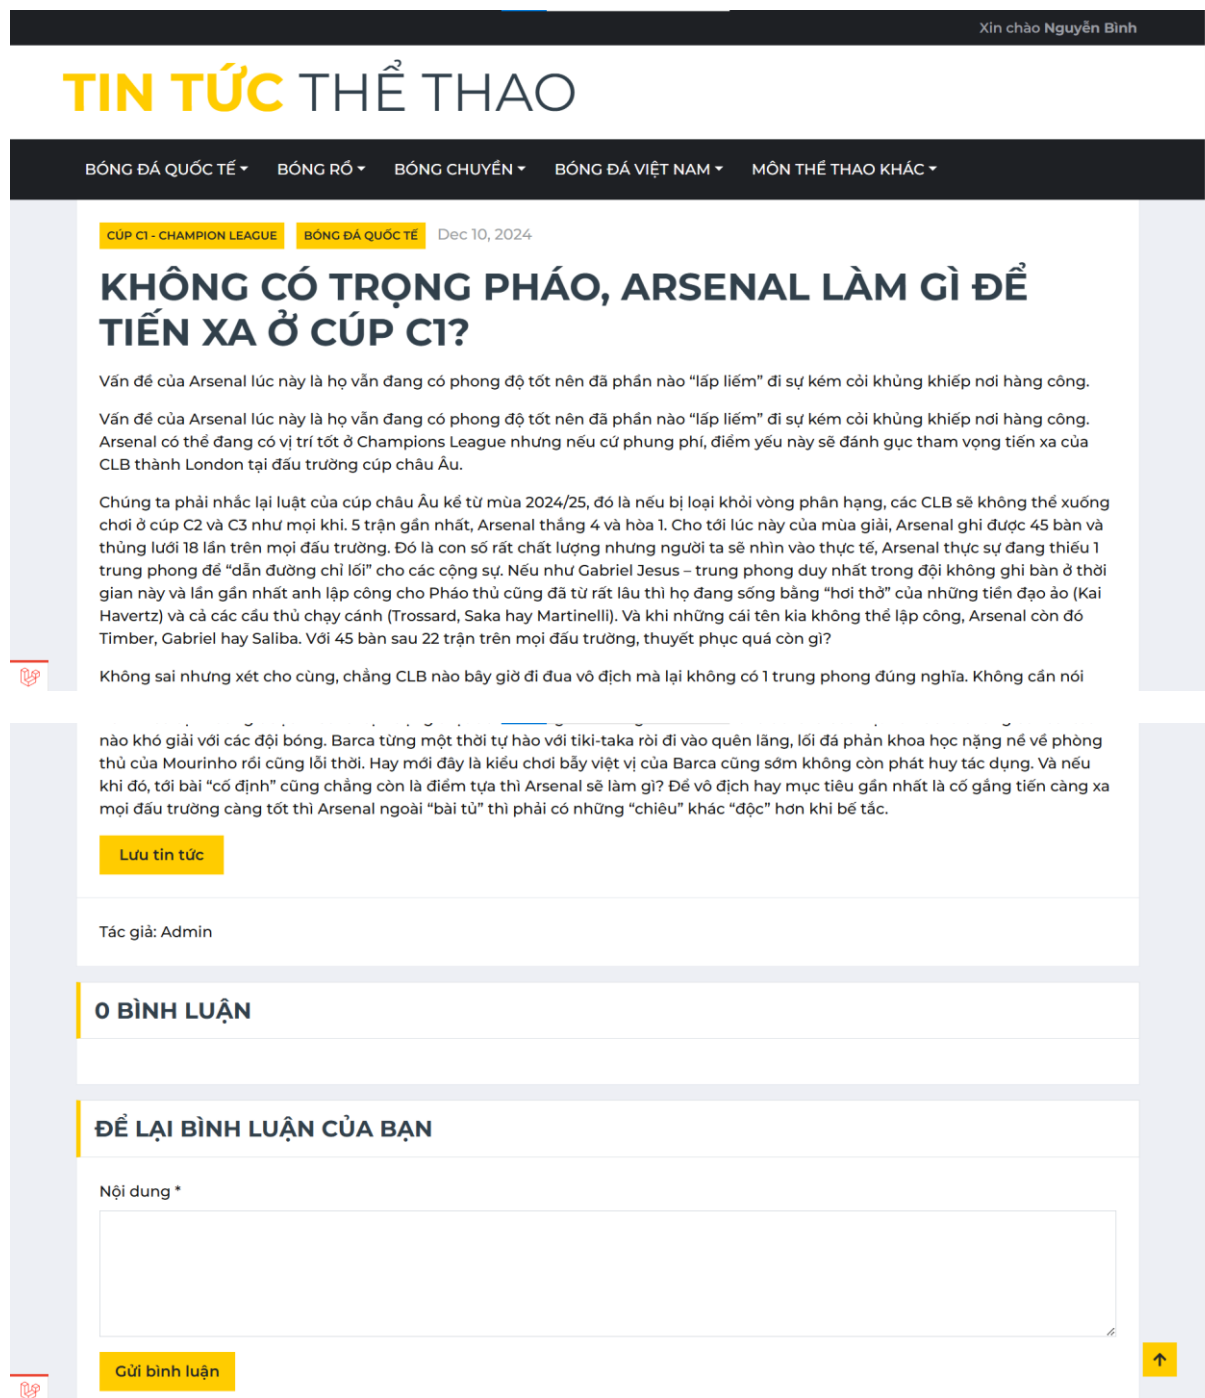 Xin chào Nguyễn Bình
TIN TỨC THỂ THAO
BÓNG ĐÁ QUỐC TẾ BÓNG RỔ BÓNG CHUYỀN BÓNG ĐÁ VIỆT NAM MÔN THỂ THAO KHÁC
CÚP C1 - CHAMPION LEAGUE BÓNG ĐÁ QUỐC TẾ Dec 10, 2024
KHÔNG CÓ TRỌNG PHÁO, ARSENAL LÀM GÌ ĐỂ
TIẾN XA Ở CÚP C1?
Vấn đề của Arsenal lúc này là họ vẫn đang có phong độ tốt nên đã phần nào “lấp liếm” đi sự kém cỏi khủng khiếp nơi hàng công.
Vấn đề của Arsenal lúc này là họ vẫn đang có phong độ tốt nên đã phần nào “lấp liếm” đi sự kém cỏi khủng khiếp nơi hàng công.
Arsenal có thể đang có vị trí tốt ở Champions League nhưng nếu cứ phung phí, điểm yếu này sẽ đánh gục tham vọng tiến xa của
CLB thành London tại đấu trường cúp châu Âu.
Chúng ta phải nhắc lại luật của cúp châu Âu kể từ mùa 2024/25, đó là nếu bị loại khỏi vòng phân hạng, các CLB sẽ không thể xuống
chơi ở cúp C2 và C3 như mọi khi. 5 trận gần nhất, Arsenal thắng 4 và hòa 1. Cho tới lúc này của mùa giải, Arsenal ghi được 45 bàn và
thủng lưới 18 lần trên mọi đấu trường. Đó là con số rất chất lượng nhưng người ta sẽ nhìn vào thực tế, Arsenal thực sự đang thiếu 1
trung phong để “dẫn đường chỉ lối” cho các cộng sự. Nếu như Gabriel Jesus – trung phong duy nhất trong đội không ghi bàn ở thời
gian này và lần gần nhất anh lập công cho Pháo thủ cũng đã từ rất lâu thì họ đang sống bằng “hơi thở” của những tiền đạo ảo (Kai
Havertz) và cả các cầu thủ chạy cánh (Trossard, Saka hay Martinelli). Và khi những cái tên kia không thể lập công, Arsenal còn đó
Timber, Gabriel hay Saliba. Với 45 bàn sau 22 trận trên mọi đấu trường, thuyết phục quá còn gì?
Không sai nhưng xét cho cùng, chẳng CLB nào bây giờ đi đua vô địch mà lại không có 1 trung phong đúng nghĩa. Không cần nói
nào khó giải với các đội bóng. Barca từng một thời tự hào với tiki-taka rồi đi vào quên lãng, lối đá phản khoa học nặng nề về phòng
thủ của Mourinho rồi cũng lỗi thời. Hay mới đây là kiểu chơi bẫy việt vị của Barca cũng sớm không còn phát huy tác dụng. Và nếu
khi đó, tới bài “cố định” cũng chẳng còn là điểm tựa thì Arsenal sẽ làm gì? Để vô địch hay mục tiêu gần nhất là cố gắng tiến càng xa
mọi đấu trường càng tốt thì Arsenal ngoài “bài tủ” thì phải có những “chiêu” khác “độc” hơn khi bế tắc.
Lưu tin tức
Tác giả: Admin
0 BÌNH LUẬN
ĐỂ LẠI BÌNH LUẬN CỦA BẠN
Nội dung *
Gửi bình luận